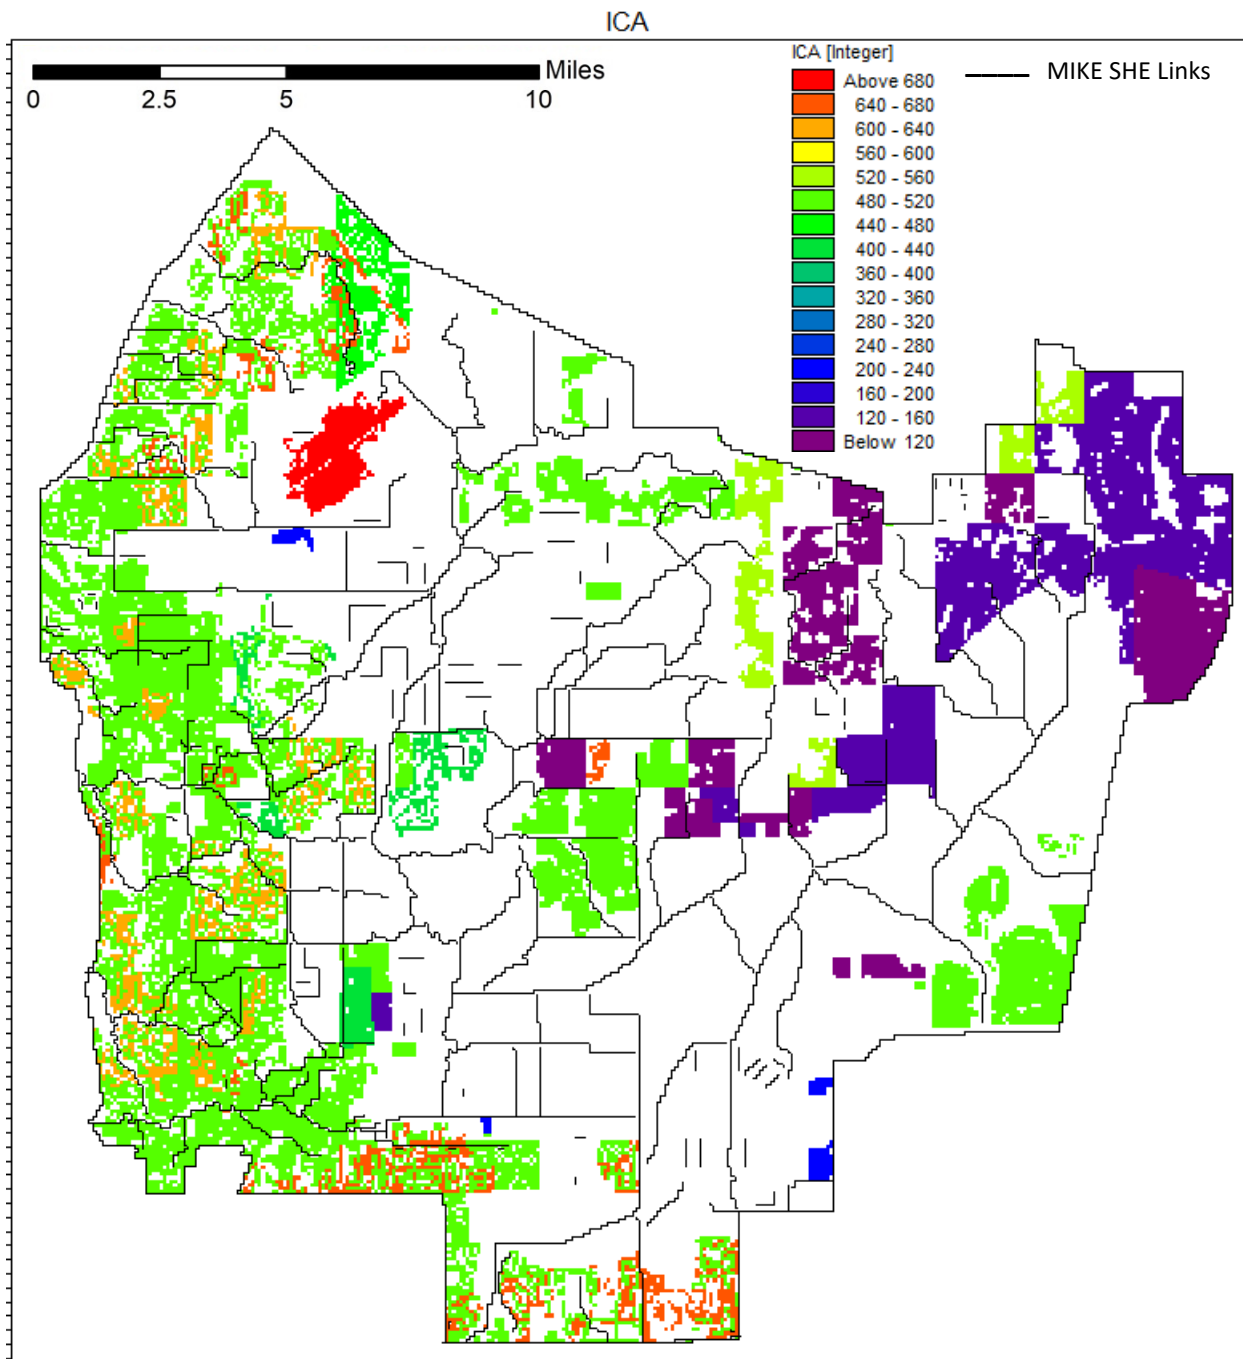 ICA
Miles
0 2.5 5 10
ICA [Integer]
Above 680
640 - 680
600 - 640
560 - 600
520 - 560
480 - 520
440 - 480
400 - 440
360 - 400
320 - 360
280 - 320
240 - 280
200 - 240
160 - 200
120 - 160
Below 120
MIKE SHE Links